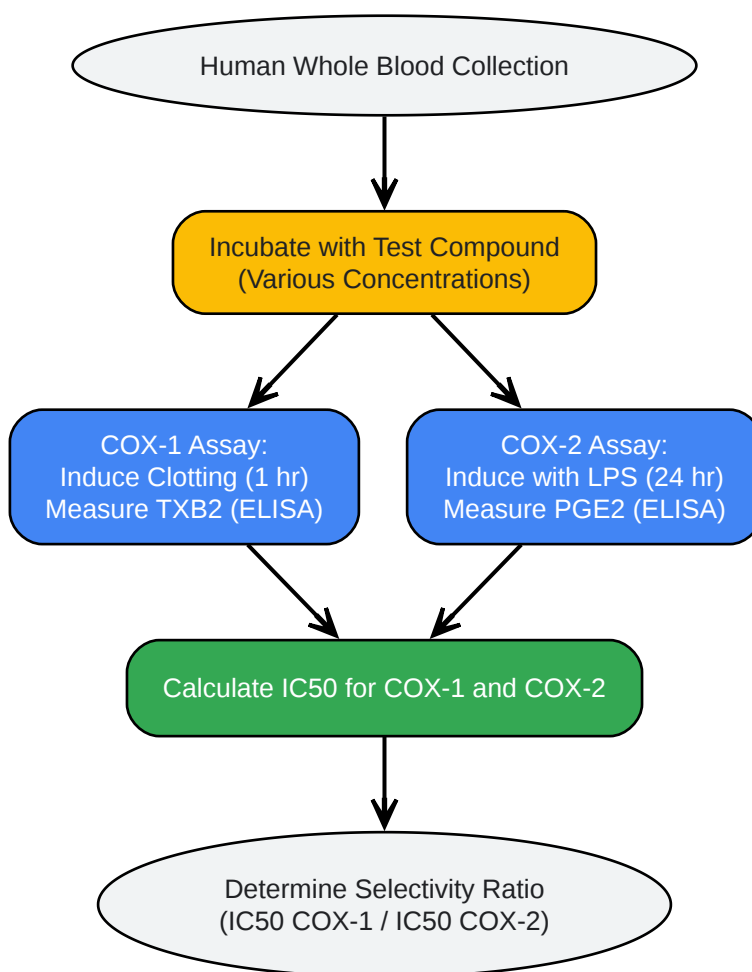 Human Whole Blood Collection
Incubate with Test Compound
(Various Concentrations)
COX-1 Assay:
Induce Clotting (1 hr)
Measure TXB2 (ELISA)
COX-2 Assay:
Induce with LPS (24 hr)
Measure PGE2 (ELISA)
Calculate IC50 for COX-1 and COX-2
Determine Selectivity Ratio
(IC50 COX-1 / IC50 COX-2)